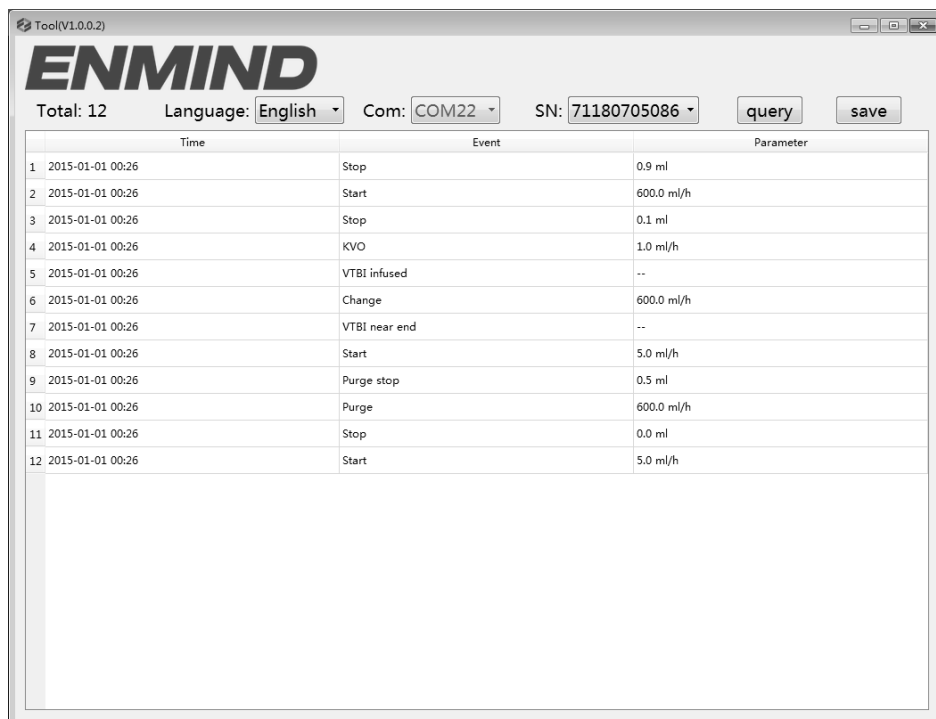 Tool(V1.0.0.2)
ENMIND
Total: 12 Language: English Com: COM22 SN: 71180705086 query save
Time Event Parameter
1 2015-01-01 00:26 Stop 0.9 ml
2 2015-01-01 00:26 Start 600.0 ml/h
3 2015-01-01 00:26 Stop 0.1 ml
4 2015-01-01 00:26 KVO 1.0 ml/h
5 2015-01-01 00:26 VTBI infused --
6 2015-01-01 00:26 Change 600.0 ml/h
7 2015-01-01 00:26 VTBI near end --
8 2015-01-01 00:26 Start 5.0 ml/h
9 2015-01-01 00:26 Purge stop 0.5 ml
10 2015-01-01 00:26 Purge 600.0 ml/h
11 2015-01-01 00:26 Stop 0.0 ml
12 2015-01-01 00:26 Start 5.0 ml/h